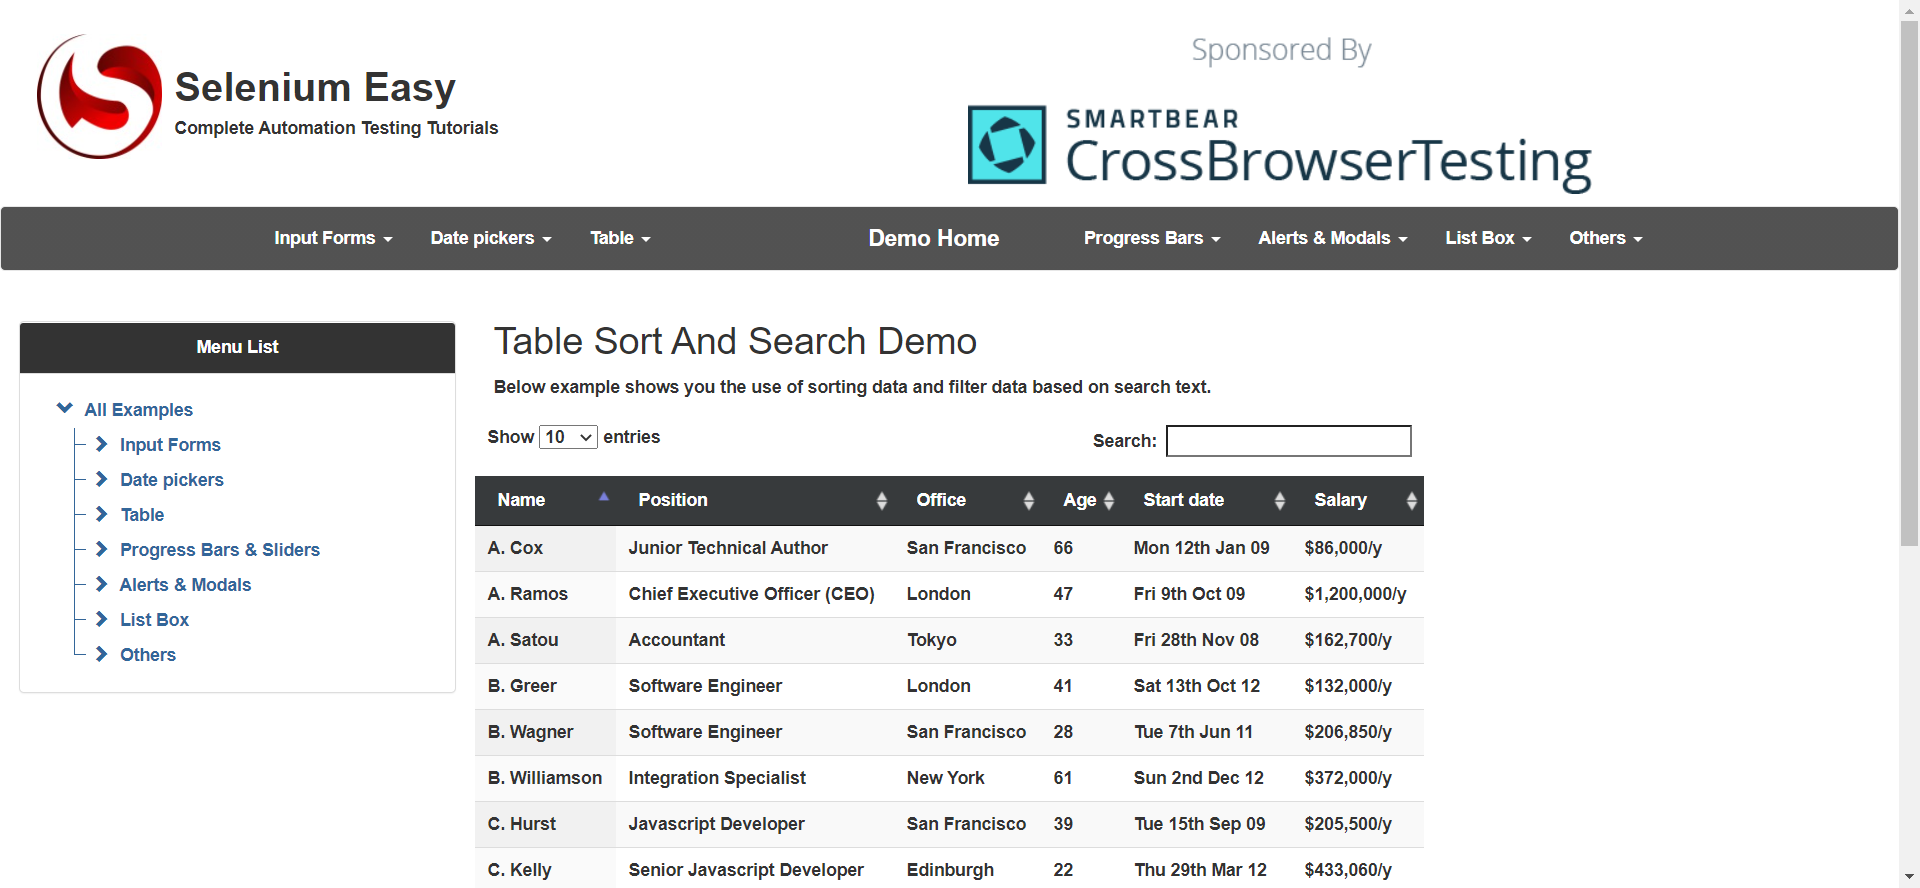 Selenium Easy
Complete Automation Testing Tutorials
Sponsored By
SMARTBEAR
CrossBrowserTesting
Input Forms Date pickers Table Demo Home Progress Bars Alerts & Modals List Box Others
Menu List
All Examples
Input Forms
Date pickers
Table
Progress Bars & Sliders
Alerts & Modals
List Box
Others
Table Sort And Search Demo
Below example shows you the use of sorting data and filter data based on search text.
Show 10 entries Search:
Name Position Office Age Start date Salary
A. Cox Junior Technical Author San Francisco 66 Mon 12th Jan 09 $86,000/y
A. Ramos Chief Executive Officer (CEO) London 47 Fri 9th Oct 09 $1,200,000/y
A. Satou Accountant Tokyo 33 Fri 28th Nov 08 $162,700/y
B. Greer Software Engineer London 41 Sat 13th Oct 12 $132,000/y
B. Wagner Software Engineer San Francisco 28 Tue 7th Jun 11 $206,850/y
B. Williamson Integration Specialist New York 61 Sun 2nd Dec 12 $372,000/y
C. Hurst Javascript Developer San Francisco 39 Tue 15th Sep 09 $205,500/y
C. Kelly Senior Javascript Developer Edinburgh 22 Thu 29th Mar 12 $433,060/y